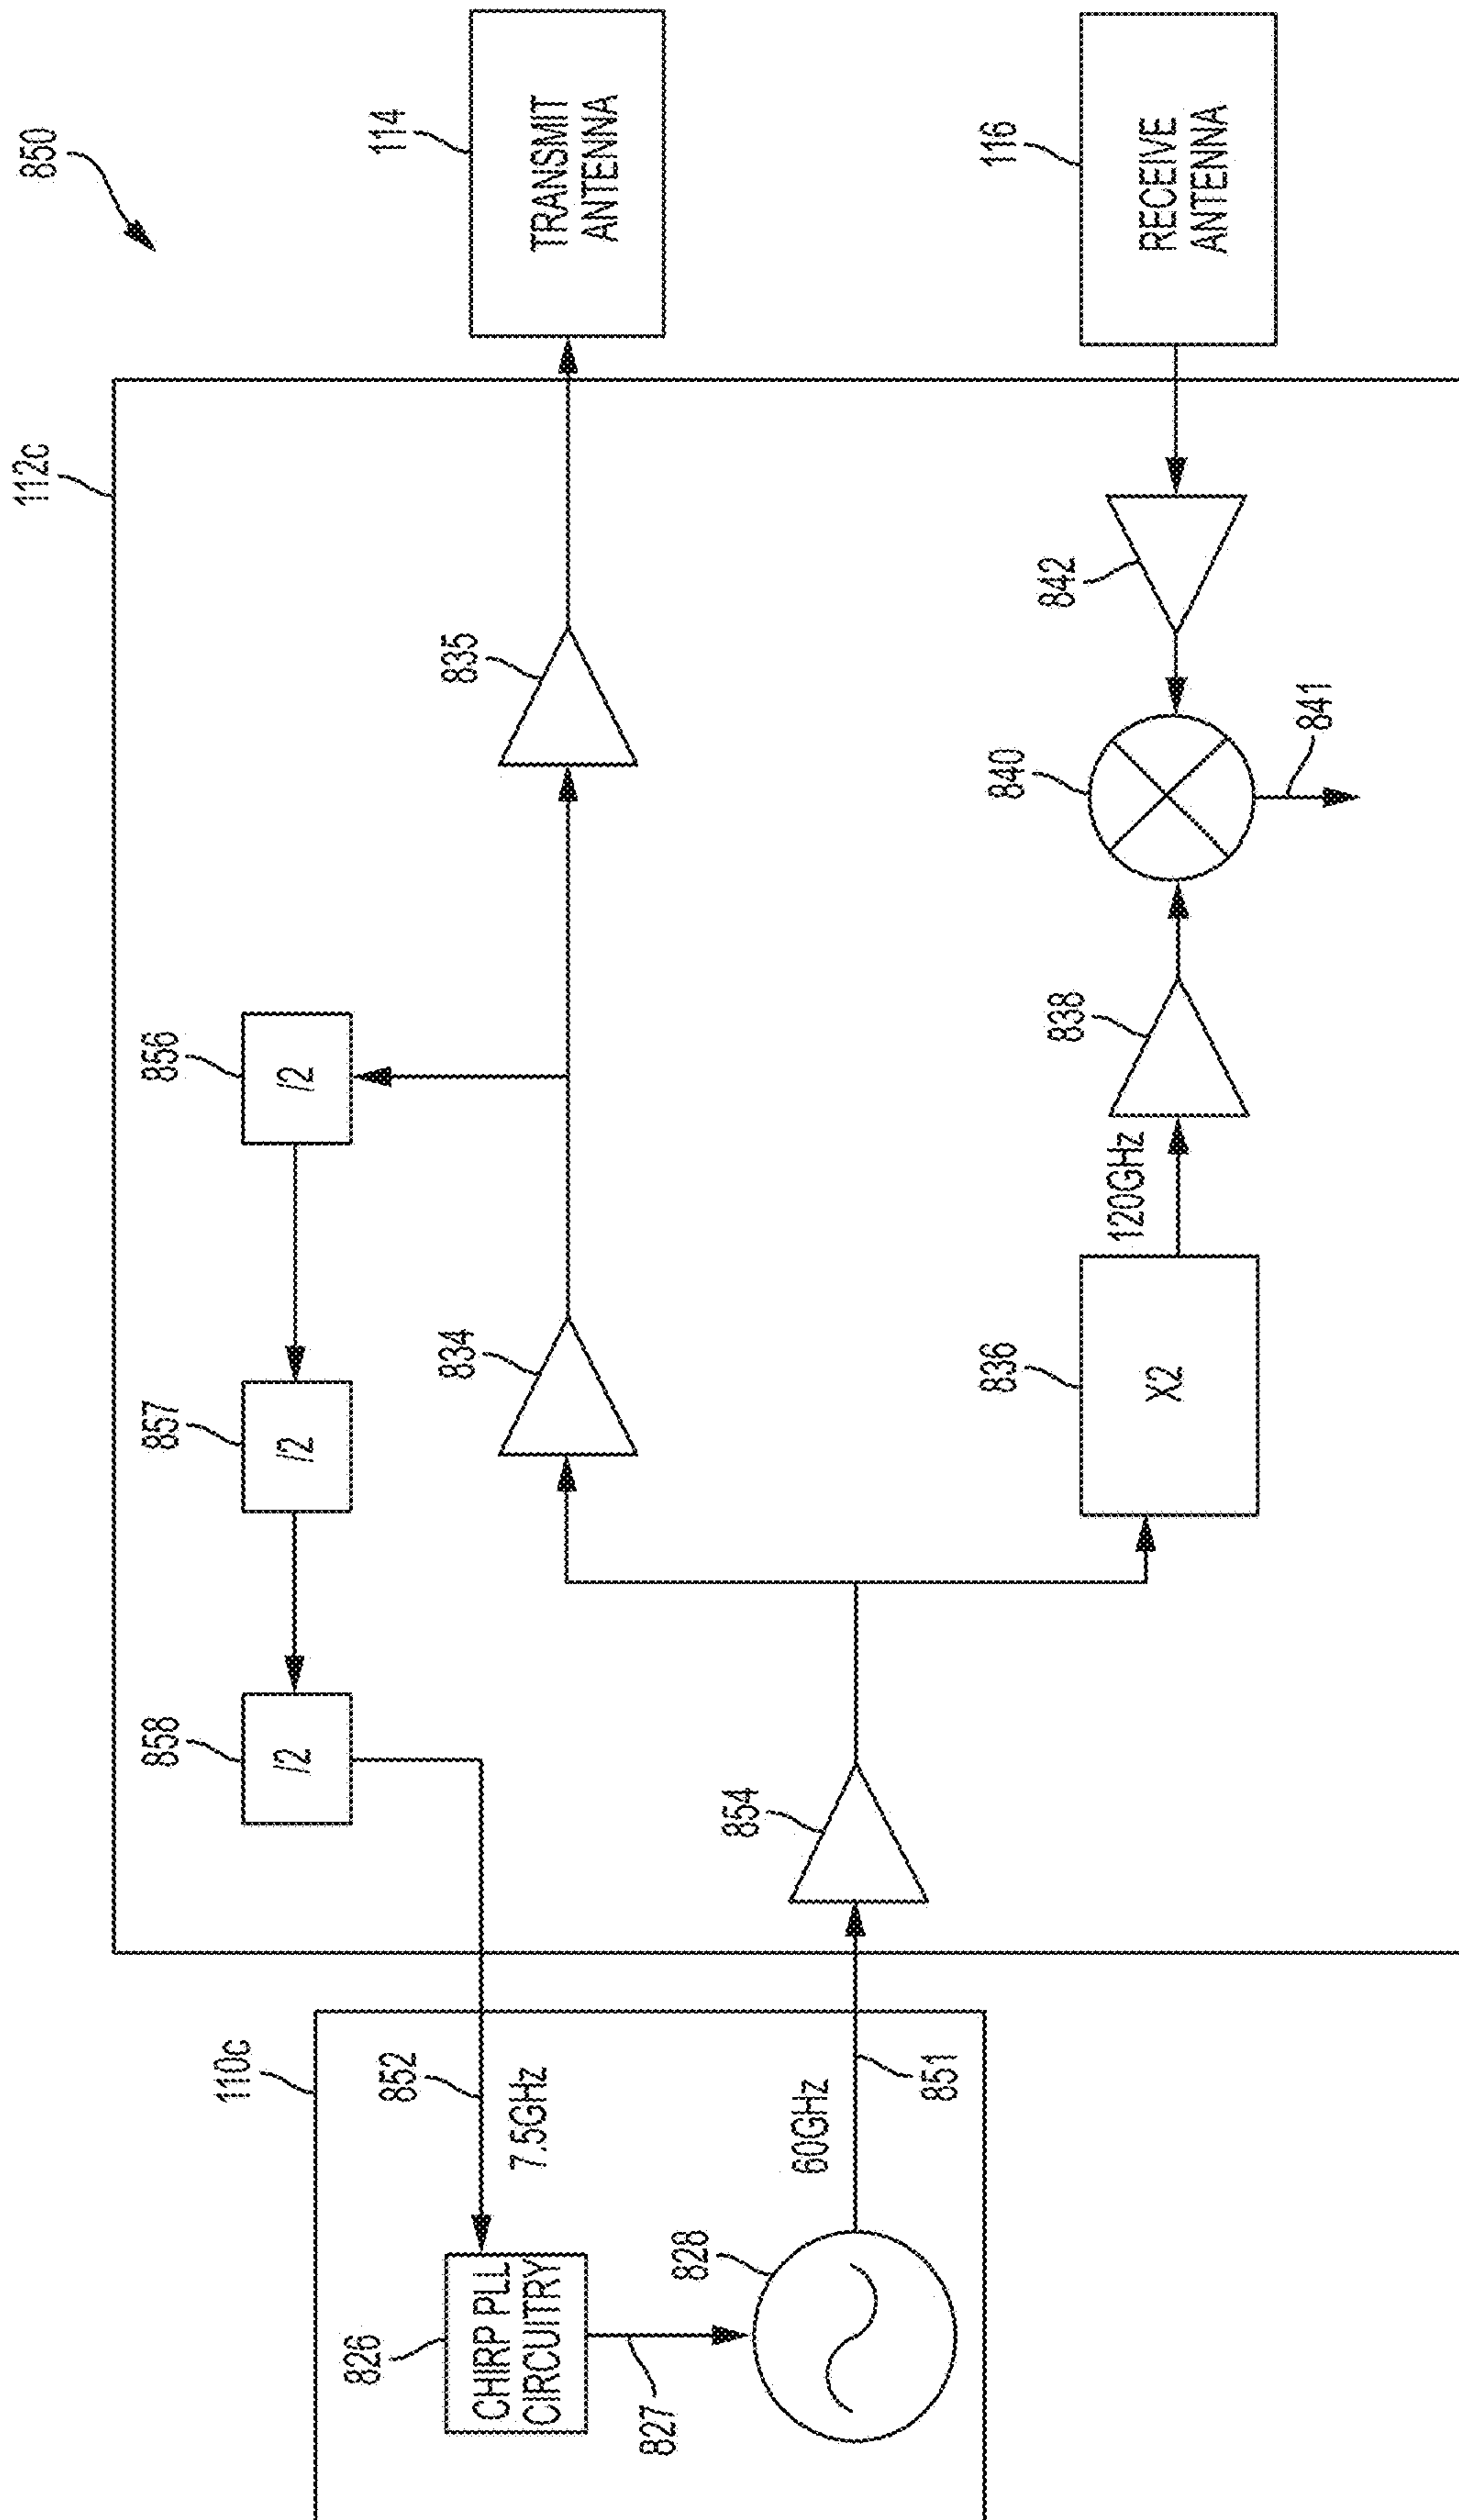 850
112c
110c
858
857
856
114
TRANSMIT
ANTENNA
852
7.5GHz
826
CHIRP PLL
CIRCUITRY
827
828
60GHz
851
854
834
835
/2
/2
/2
836
X2
120GHz
838
840
841
842
116
RECEIVE
ANTENNA